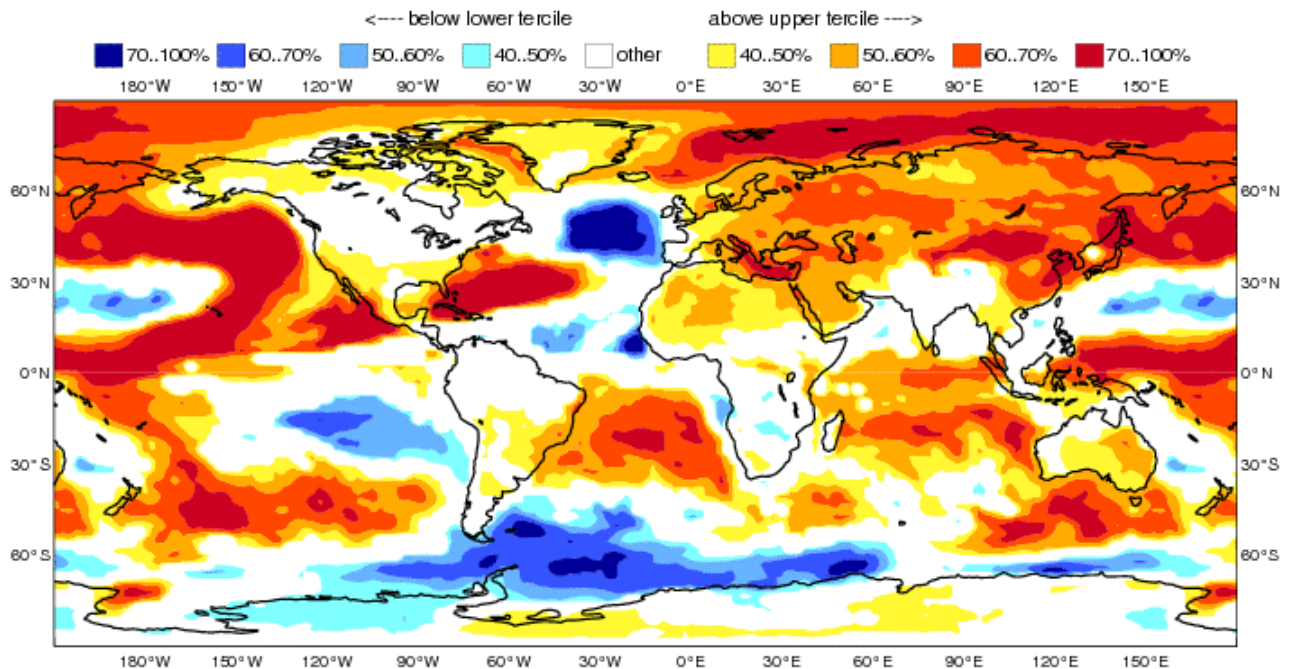 <---- below lower tercile above upper tercile ---->
70..100% 60..70% 50..60% 40..50% other 40..50% 50..60% 60..70% 70..100%
180°W 150°W 120°W 90°W 60°W 30°W 0°E 30°E 60°E 90°E 120°E 150°E
60°N 60°N
30°N 30°N
0°N 0°N
30°S 30°S
60°S 60°S
180°W 150°W 120°W 90°W 60°W 30°W 0°E 30°E 60°E 90°E 120°E 150°E